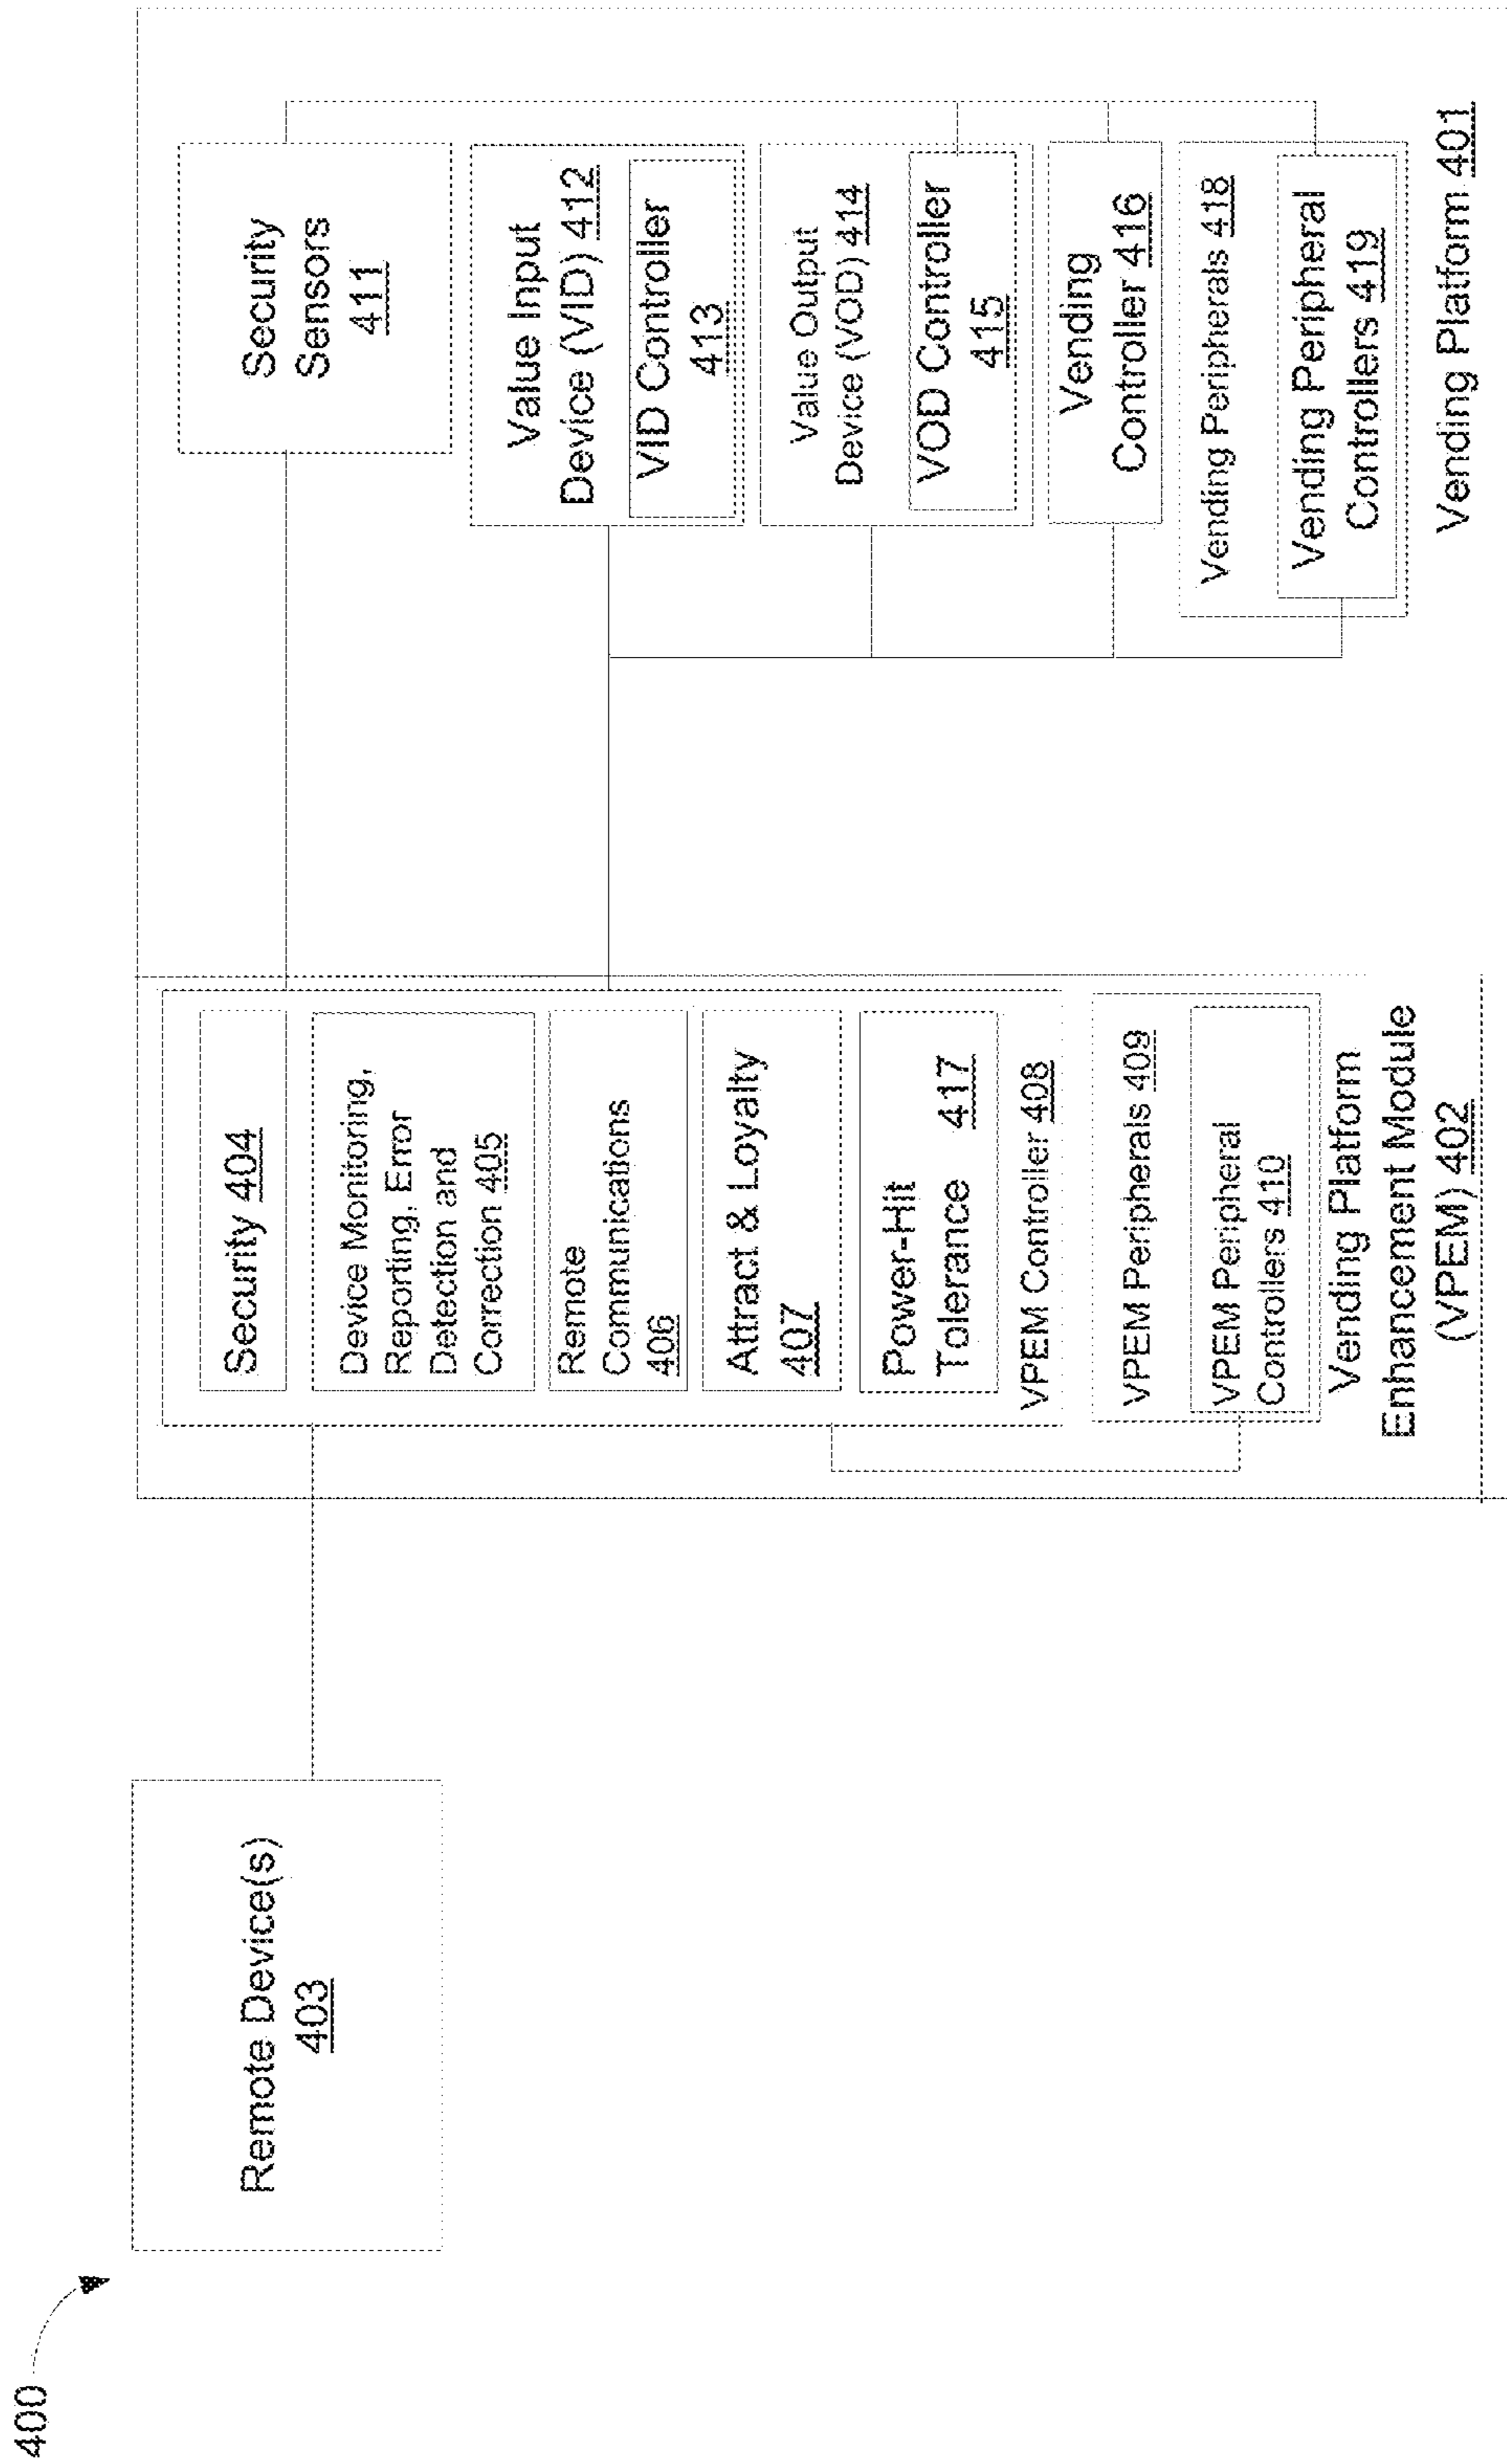 400
Remote Device(s)
403
Security 404
Device Monitoring,
Reporting, Error
Detection and
Correction 405
Remote
Communications
406
Attract & Loyalty
407
Power-Hit
Tolerance 417
VPEM Controller 408
VPEM Peripherals 409
VPEM Peripheral
Controllers 410
Vending Platform
Enhancement Module
(VPEM) 402
Security
Sensors
411
Value Input
Device (VID) 412
VID Controller
413
Value Output
Device (VOD) 414
VOD Controller
415
Vending
Controller 416
Vending Peripherals 418
Vending Peripheral
Controllers 419
Vending Platform 401